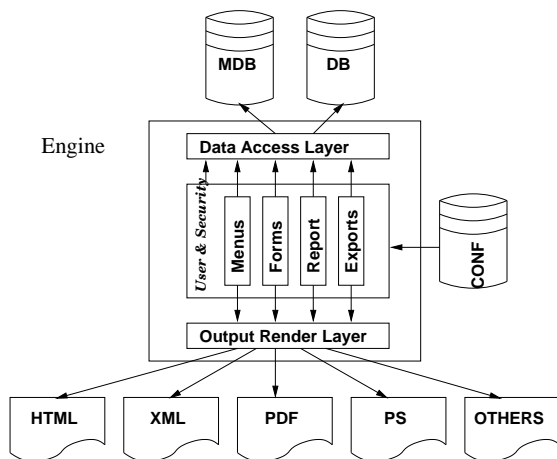 MDB
DB
Engine
Data Access Layer
User & Security
Menus
Forms
Report
Exports
CONF
Output Render Layer
HTML
XML
PDF
PS
OTHERS